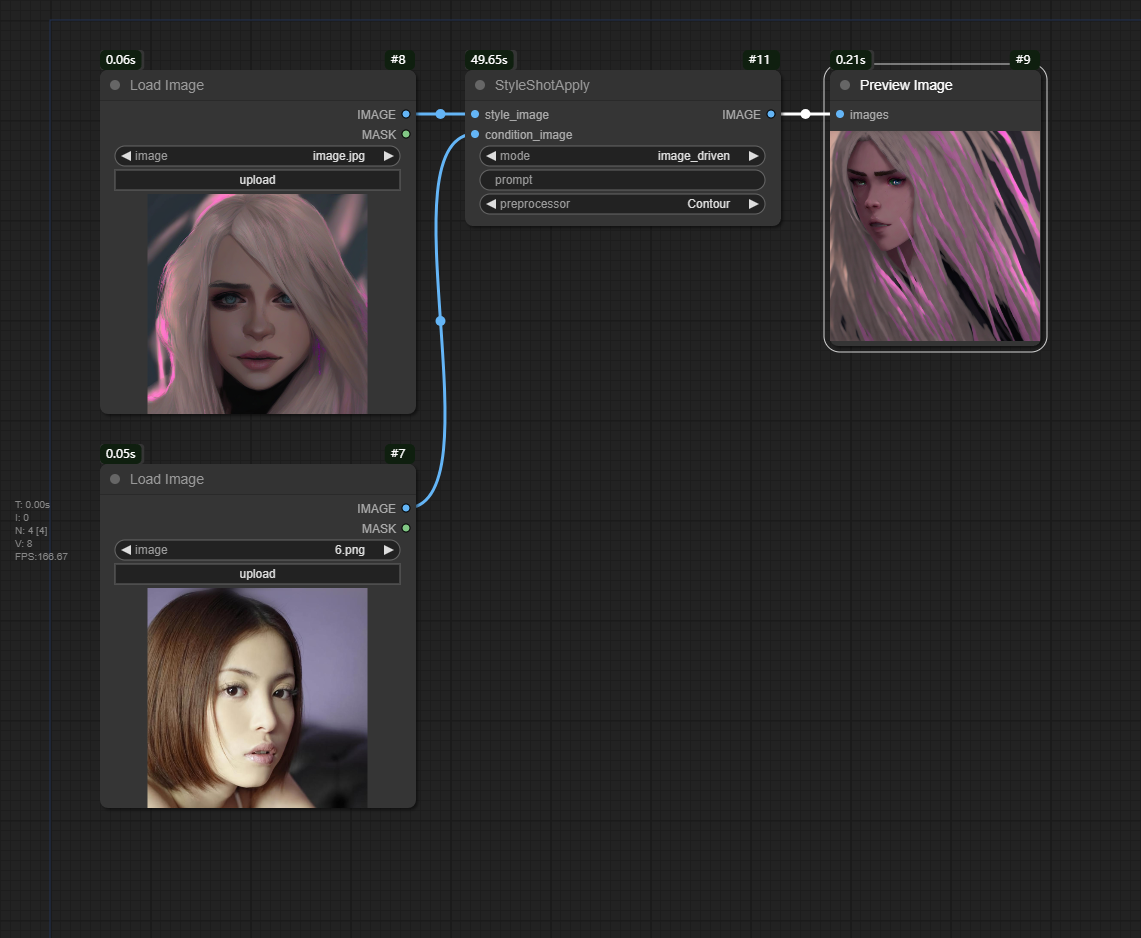 0.06s #8
Load Image
IMAGE
MASK
image image.jpg
upload
49.65s #11
StyleShotApply
style_image IMAGE
condition_image
mode image_driven
prompt
preprocessor Contour
0.21s #9
Preview Image
images
0.05s #7
Load Image
IMAGE
MASK
image 6.png
upload
T: 0.00s
I: 0
N: 4 [4]
V: 8
FPS:166.67